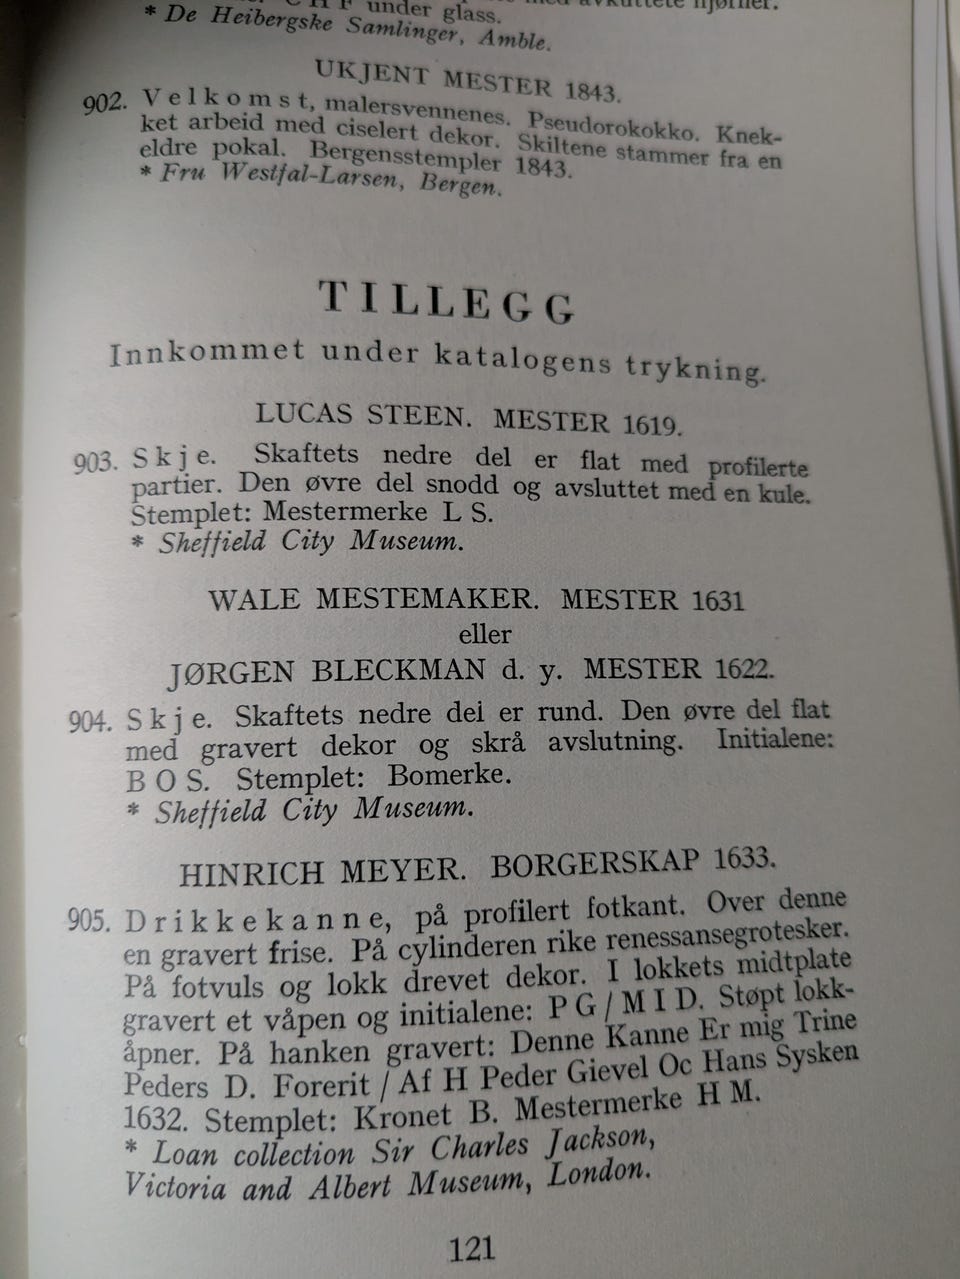 C H F under glass.
* De Heibergske Samlinger, Amble.
UKJENT MESTER 1843.
902. Velkomst, malersvennenes. Pseudorokokko. Knek-
ket arbeid med ciselert dekor. Skiltene stammer fra en
eldre pokal. Bergensstempler 1843.
* Fru Westfal-Larsen, Bergen.
TILLEGG
Innkommet under katalogens trykning.
LUCAS STEEN. MESTER 1619.
903. Skje. Skaftets nedre del er flat med profilerte
partier. Den øvre del snodd og avsluttet med en kule.
Stemplet: Mestermerke L S.
* Sheffield City Museum.
WALE MESTEMAKER. MESTER 1631
eller
JØRGEN BLECKMAN d. y. MESTER 1622.
904. Skje. Skaftets nedre del er rund. Den øvre del flat
med gravert dekor og skrå avslutning. Initialene:
B O S. Stemplet: Bomerke.
* Sheffield City Museum.
HINRICH MEYER. BORGERSKAP 1633.
905. Drikkekanne, på profilert fotkant. Over denne
en gravert frise. På cylinderen rike renessansegrotesker.
På fotvuls og lokk drevet dekor. I lokkets midtplate
gravert et våpen og initialene: P G / M I D. Støpt lokk-
åpner. På hanken gravert: Denne Kanne Er mig Trine
Peders D. Forerit / Af H Peder Gievel Oc Hans Sysken
1632. Stemplet: Kronet B. Mestermerke H M.
* Loan collection Sir Charles Jackson,
Victoria and Albert Museum, London.
121